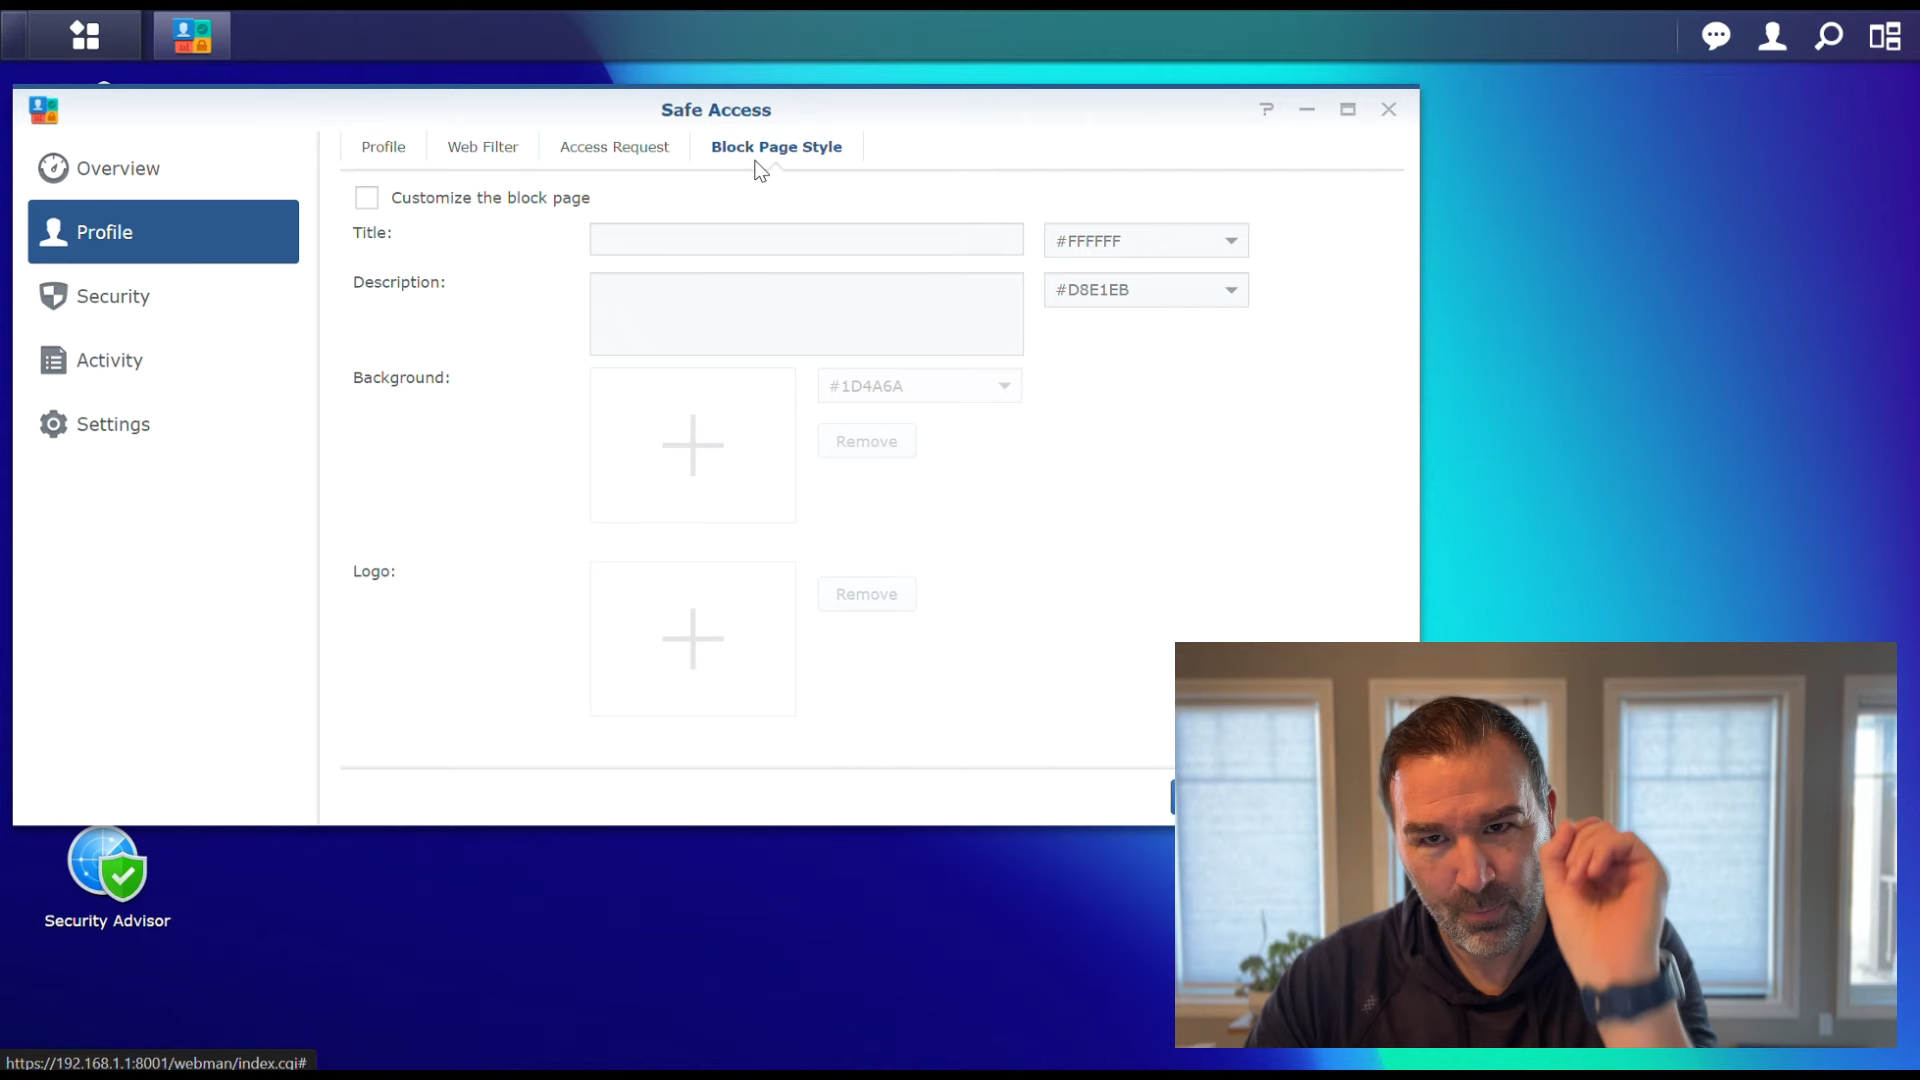 Safe Access
Overview
Profile
Security
Activity
Settings
Profile
Web Filter
Access Request
Block Page Style
Customize the block page
Title:
#FFFFFF
Description:
#D8E1EB
Background:
#1D4A6A
Remove
Logo:
Remove
Security Advisor
https://192.168.1.1:8001/webman/index.cgi#